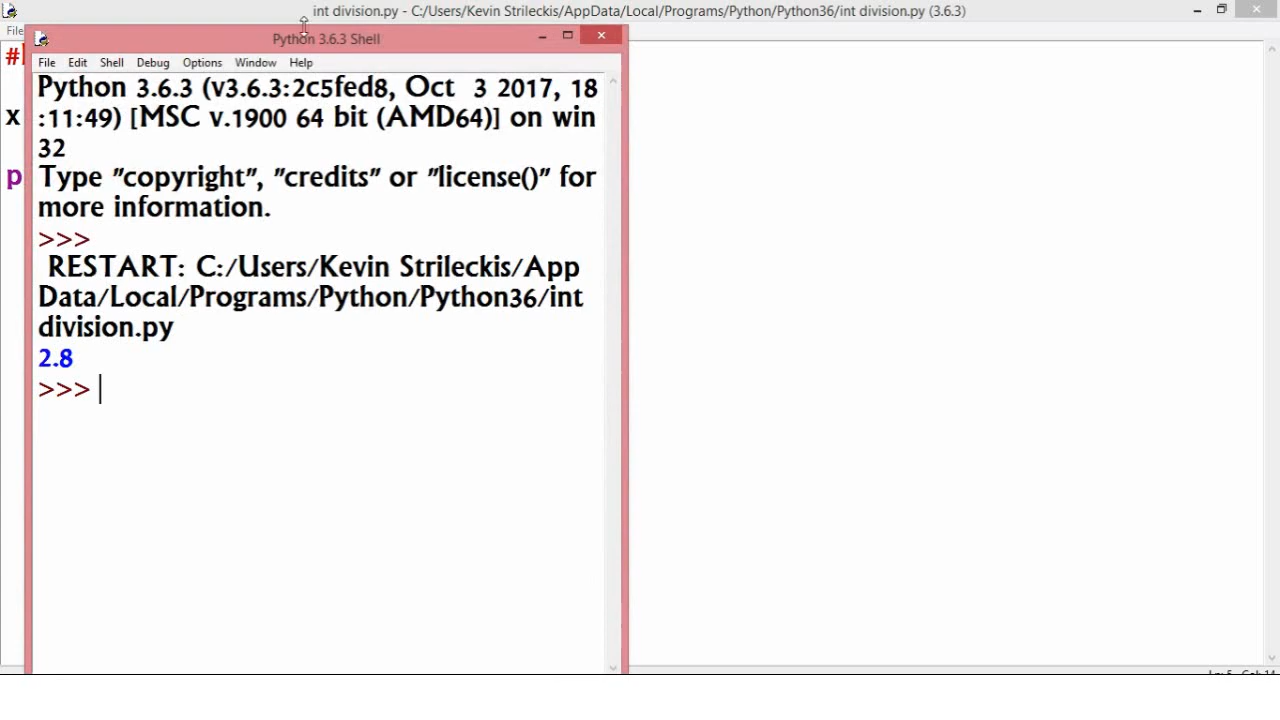 int division.py - C:/Users/Kevin Strileckis/AppData/Local/Programs/Python/Python36/int division.py (3.6.3)
File
Python 3.6.3 Shell
File Edit Shell Debug Options Window Help
#
x
p
Python 3.6.3 (v3.6.3:2c5fed8, Oct  3 2017, 18
:11:49) [MSC v.1900 64 bit (AMD64)] on win
32
Type "copyright", "credits" or "license()" for
more information.
>>>
RESTART: C:/Users/Kevin Strileckis/App
Data/Local/Programs/Python/Python36/int
division.py
2.8
>>>